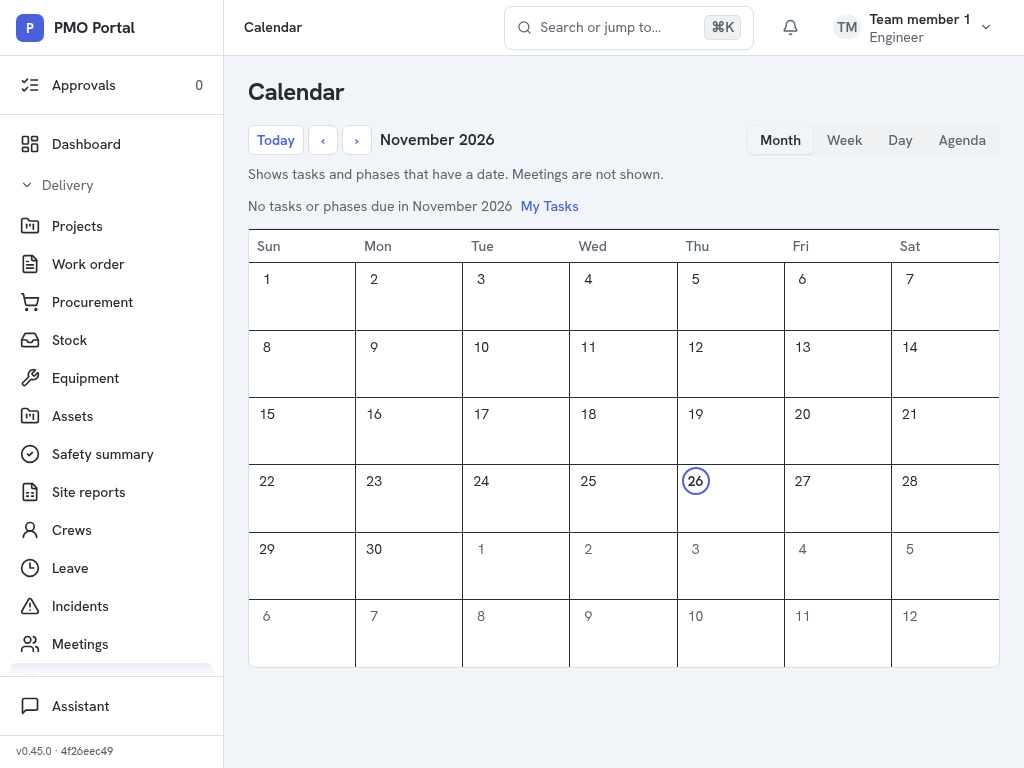 P PMO Portal
Calendar
Search or jump to... ⌘K
TM
Team member 1
Engineer
Approvals 0
Dashboard
Delivery
Projects
Work order
Procurement
Stock
Equipment
Assets
Safety summary
Site reports
Crews
Leave
Incidents
Meetings
Assistant
v0.45.0 · 4f26eec49
Calendar
Today ‹ › November 2026
Month Week Day Agenda
Shows tasks and phases that have a date. Meetings are not shown.
No tasks or phases due in November 2026 My Tasks
Sun Mon Tue Wed Thu Fri Sat
1 2 3 4 5 6 7
8 9 10 11 12 13 14
15 16 17 18 19 20 21
22 23 24 25 26 27 28
29 30 1 2 3 4 5
6 7 8 9 10 11 12